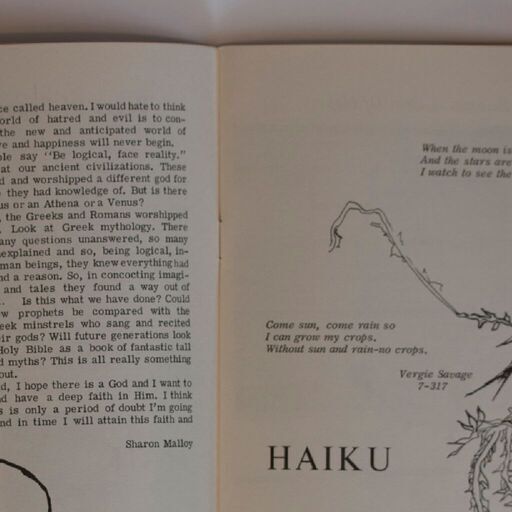 ce called heaven. I would hate to think
orld of hatred and evil is to con-
the new and anticipated world of
ve and happiness will never begin.
ple say "Be logical, face reality."
at our ancient civilizations. These
d and worshipped a different god for
they had knowledge of. But is there
us or an Athena or a Venus?
, the Greeks and Romans worshipped
. Look at Greek mythology. There
any questions unanswered, so many
explained and so, being logical, in-
man beings, they knew everything had
nd a reason. So, in concocting imagi-
and tales they found a way out of
. Is this what we have done? Could
w prophets be compared with the
eek minstrels who sang and recited
ir gods? Will future generations look
Holy Bible as a book of fantastic tall
d myths? This is all really something
out.
d, I hope there is a God and I want to
nd have a deep faith in Him. I think
s is only a period of doubt I'm going
nd in time I will attain this faith and
Sharon Malloy
When the moon is
And the stars are
I watch to see the
Come sun, come rain so
I can grow my crops.
Without sun and rain-no crops.
Vergie Savage
7-317
HAIKU